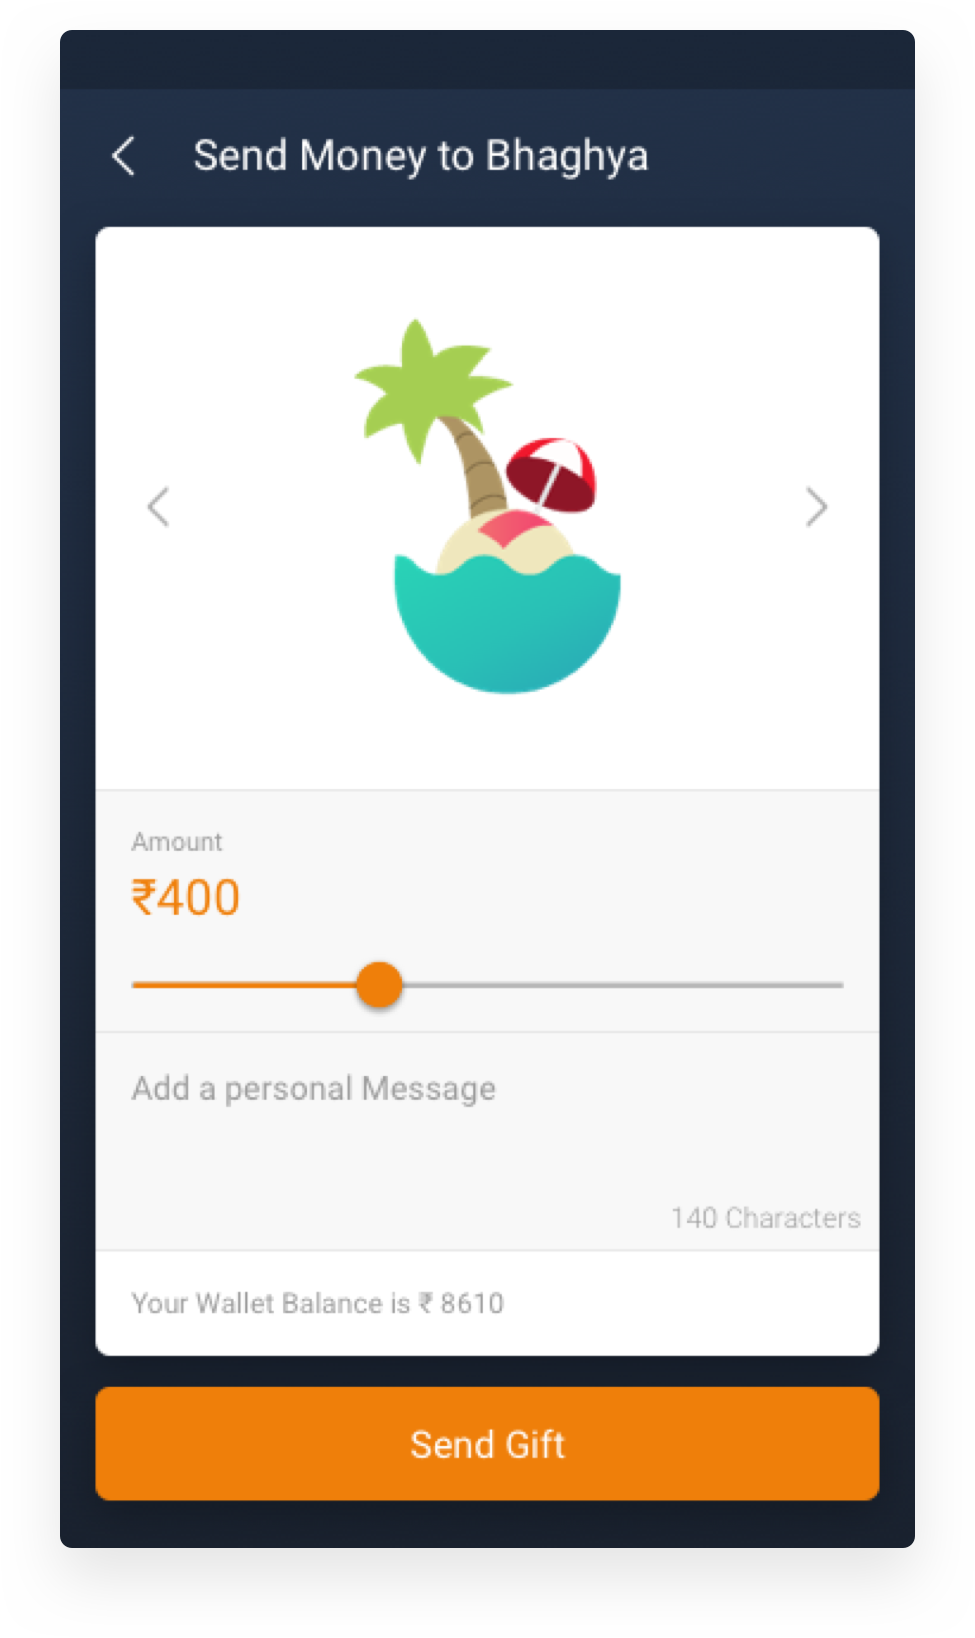 Send Money to Bhaghya
Amount
₹400
Add a personal Message
140 Characters
Your Wallet Balance is ₹ 8610
Send Gift